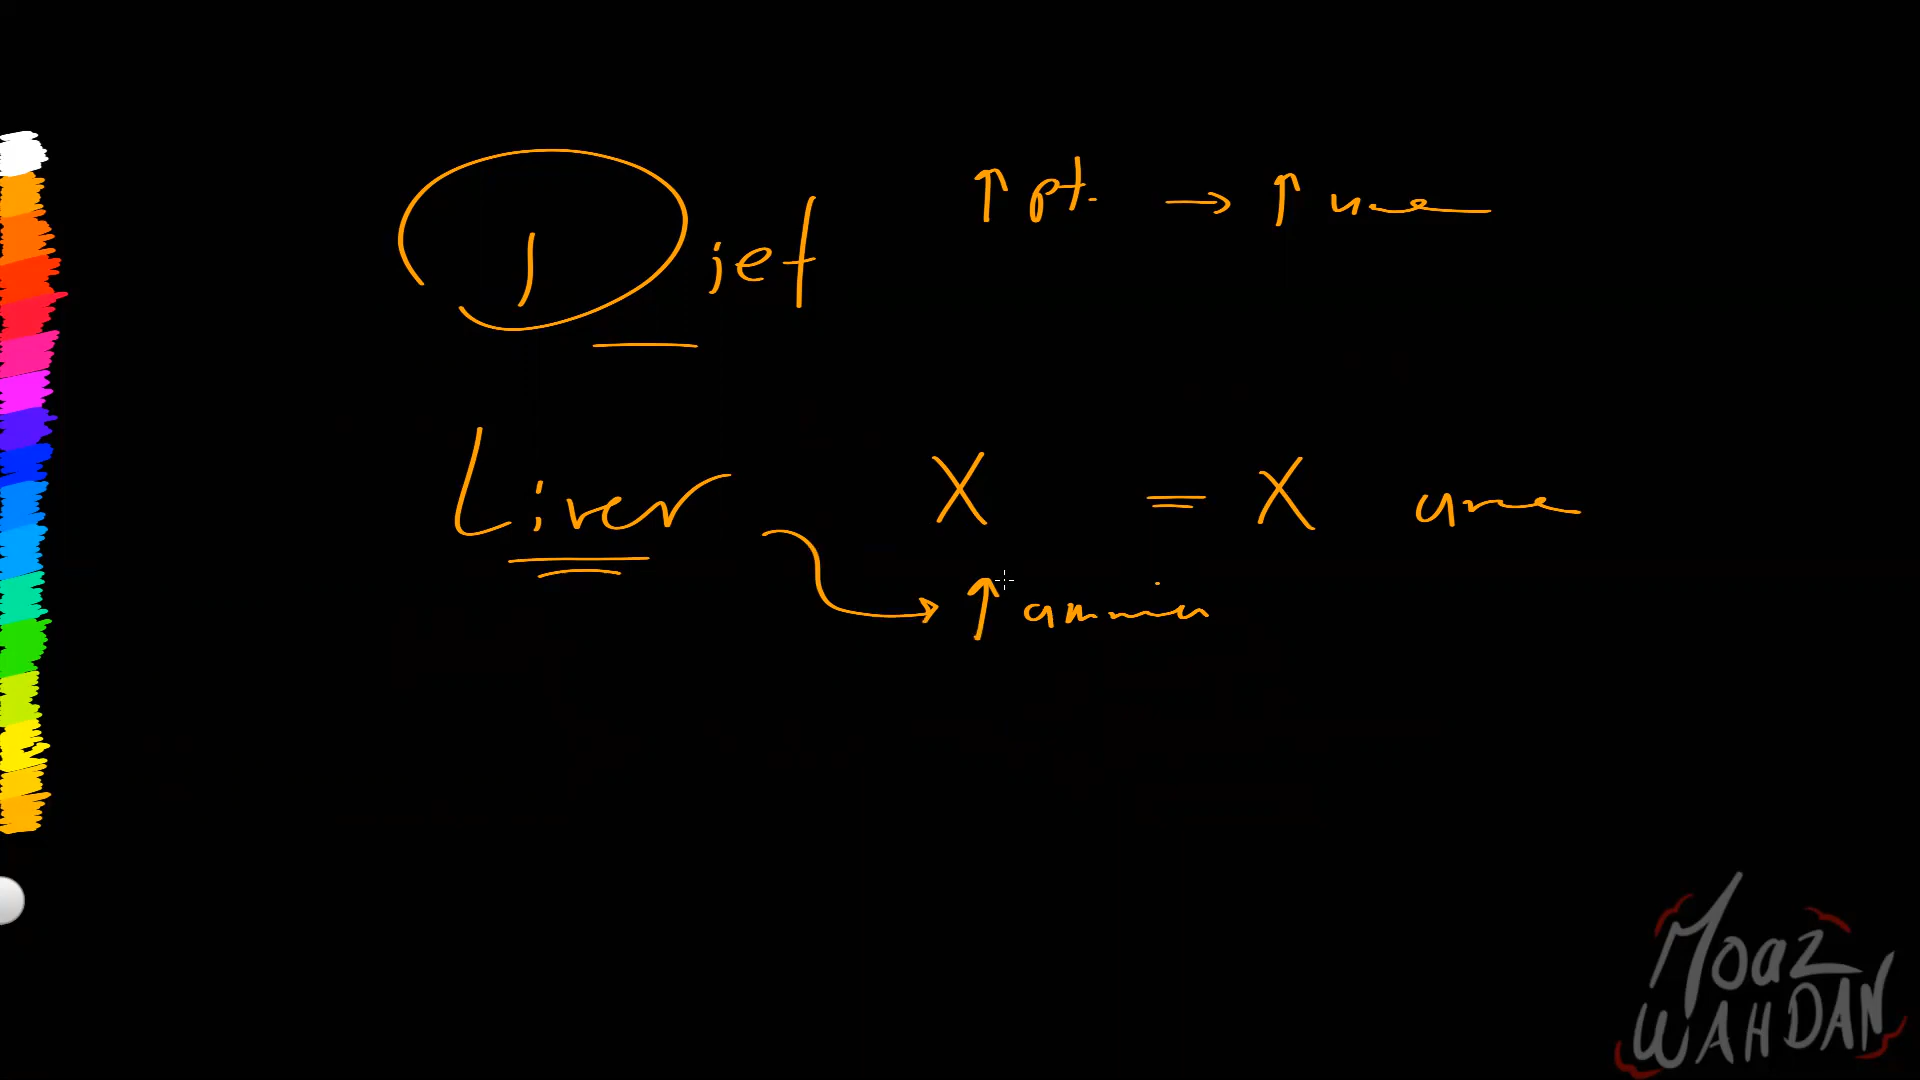 Diet
↑ pt. → ↑ urea
Liver X = X urea
→ ↑ ammonia
MOAZ
WAHDAN